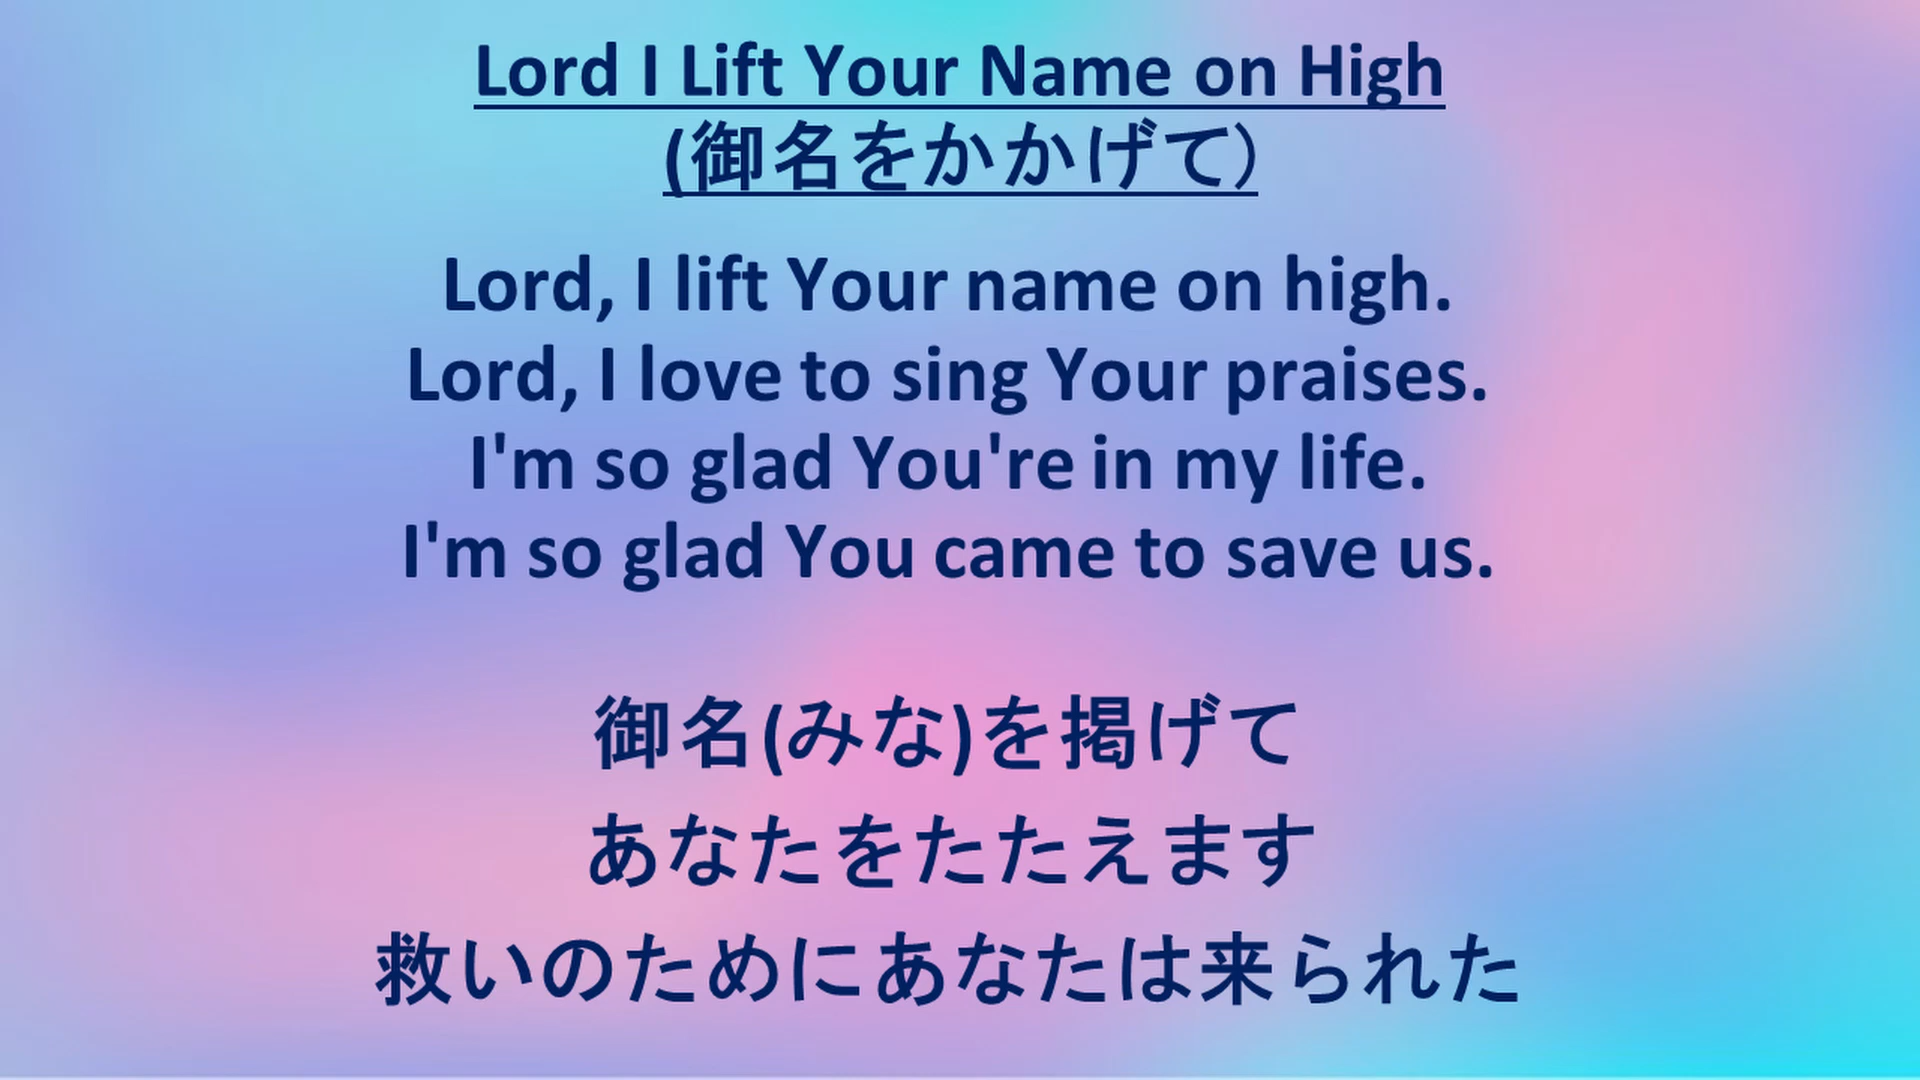 Lord I Lift Your Name on High
(御名をかかげて）
Lord, I lift Your name on high.
Lord, I love to sing Your praises.
I'm so glad You're in my life.
I'm so glad You came to save us.
御名(みな)を掲げて
あなたをたたえます
救いのためにあなたは来られた